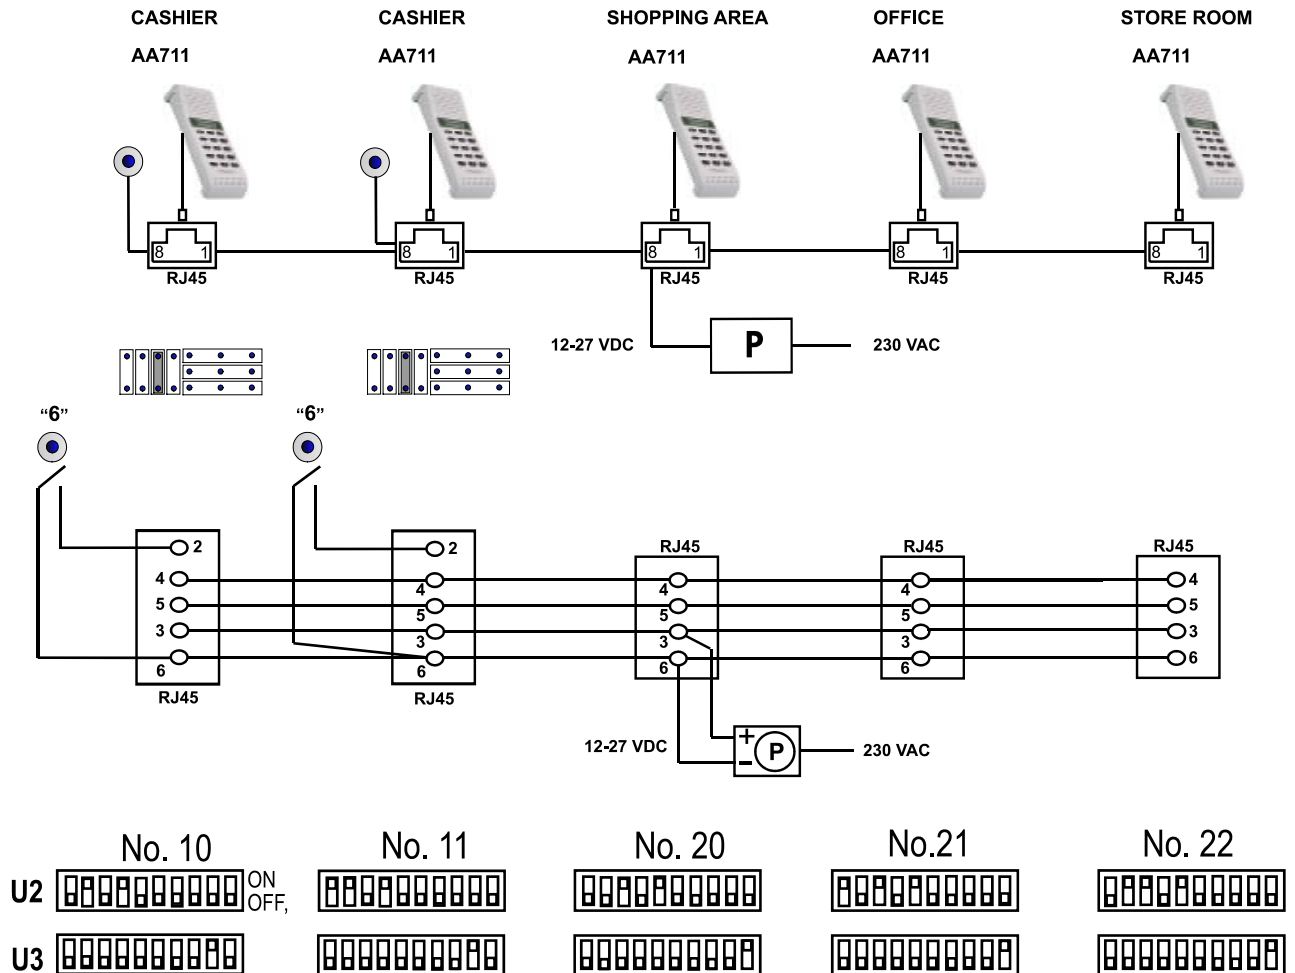 CASHIER CASHIER SHOPPING AREA OFFICE STORE ROOM
AA711 AA711 AA711 AA711 AA711
8 1 8 1 8 1 8 1 8 1
RJ45 RJ45 RJ45 RJ45 RJ45
12-27 VDC P 230 VAC
“6” “6”
2 2 RJ45 RJ45 RJ45
4 4 4 4 4
5 5 5 5 5
3 3 3 3 3
6 6 6 6 6
RJ45 RJ45
12-27 VDC + - P 230 VAC
No. 10 No. 11 No. 20 No.21 No. 22
U2 ON
OFF,
U3